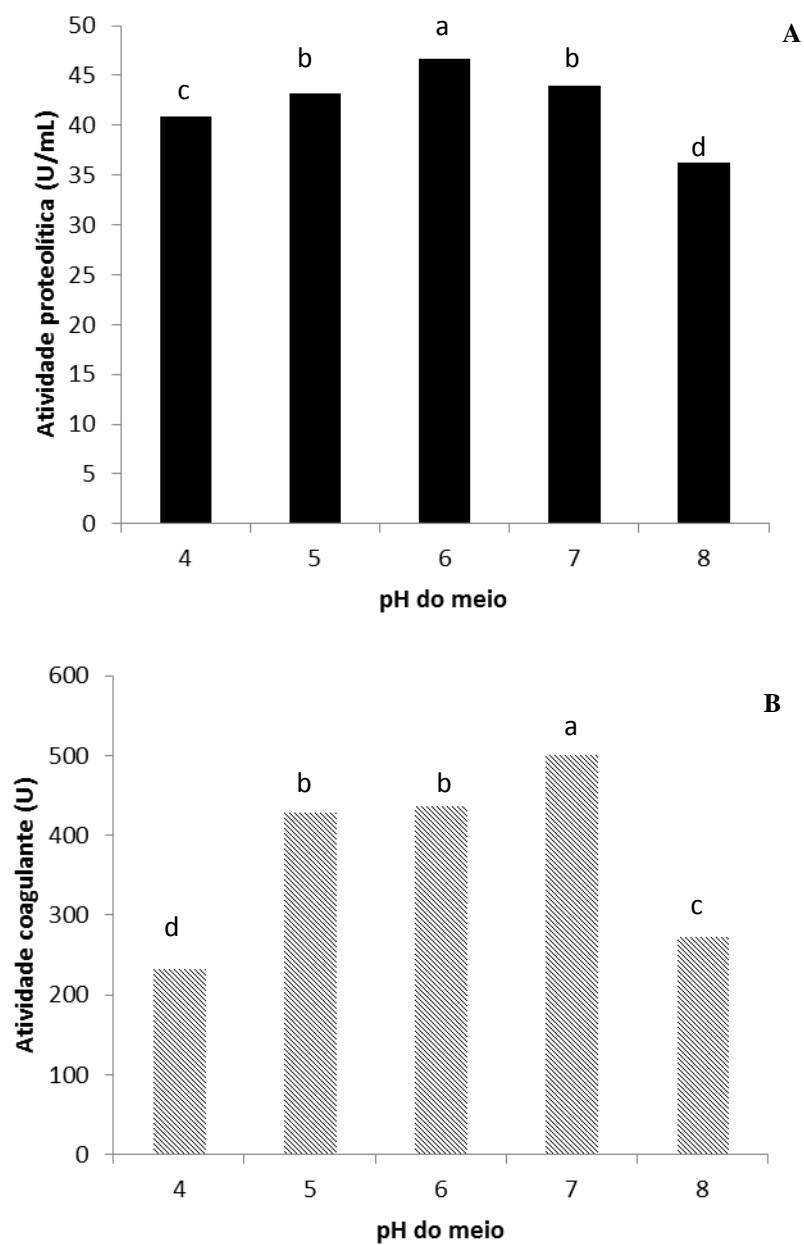 A
Atividade proteolítica (U/mL)
50
45
40
35
30
25
20
15
10
5
0
c
b
a
b
d
4 5 6 7 8
pH do meio
B
Atividade coagulante (U)
600
500
400
300
200
100
0
d
b
b
a
c
4 5 6 7 8
pH do meio